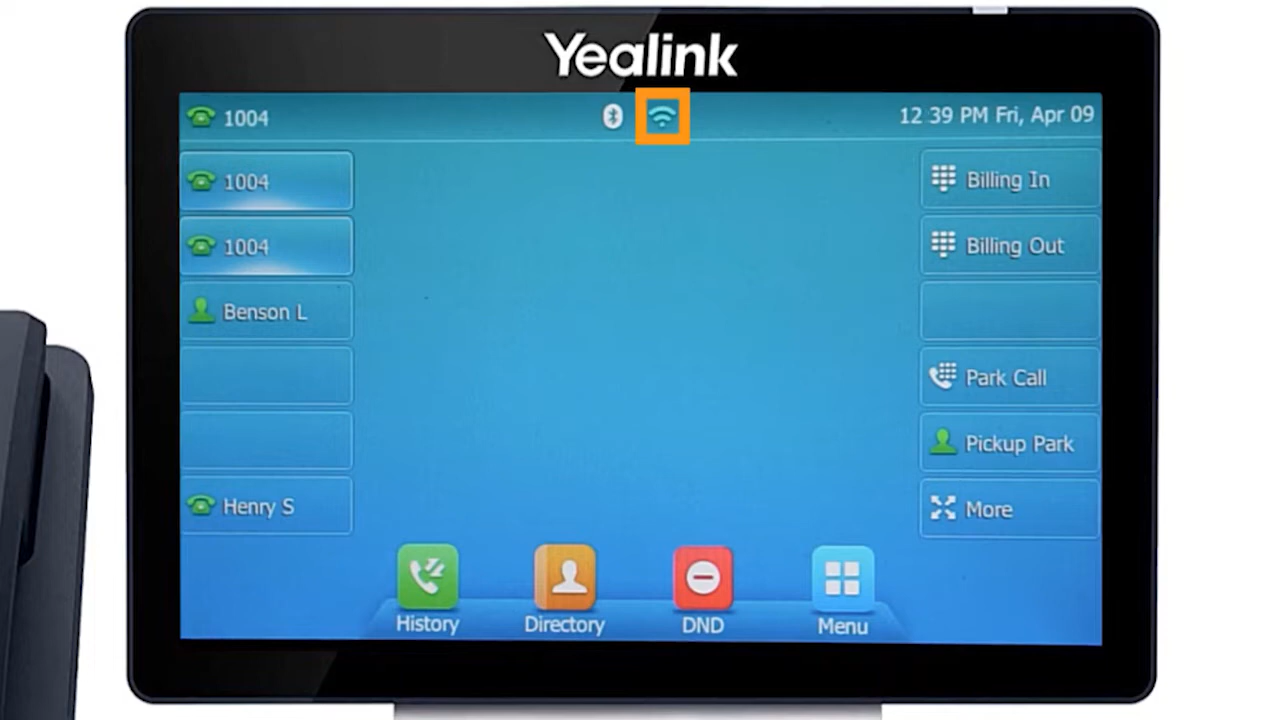 Yealink
1004
12 39 PM Fri, Apr 09
1004
1004
Benson L
Henry S
Billing In
Billing Out
Park Call
Pickup Park
More
History
Directory
DND
Menu